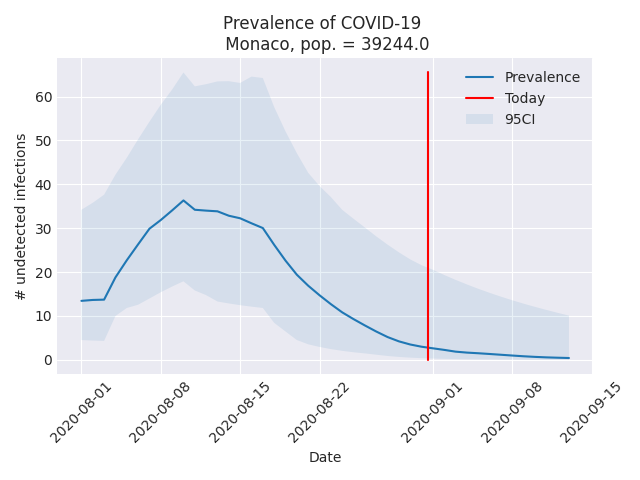 Prevalence of COVID-19
Monaco, pop. = 39244.0
Prevalence
Today
95CI
# undetected infections
60
50
40
30
20
10
0
2020-08-01
2020-08-08
2020-08-15
2020-08-22
2020-09-01
2020-09-08
2020-09-15
Date